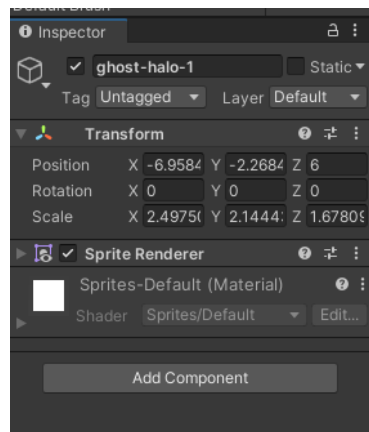 Default Brush
Inspector
ghost-halo-1 Static
Tag Untagged Layer Default
Transform
Position X -6.9584 Y -2.2684 Z 6
Rotation X 0 Y 0 Z 0
Scale X 2.4975( Y 2.1444: Z 1.67809
Sprite Renderer
Sprites-Default (Material)
Shader Sprites/Default Edit...
Add Component